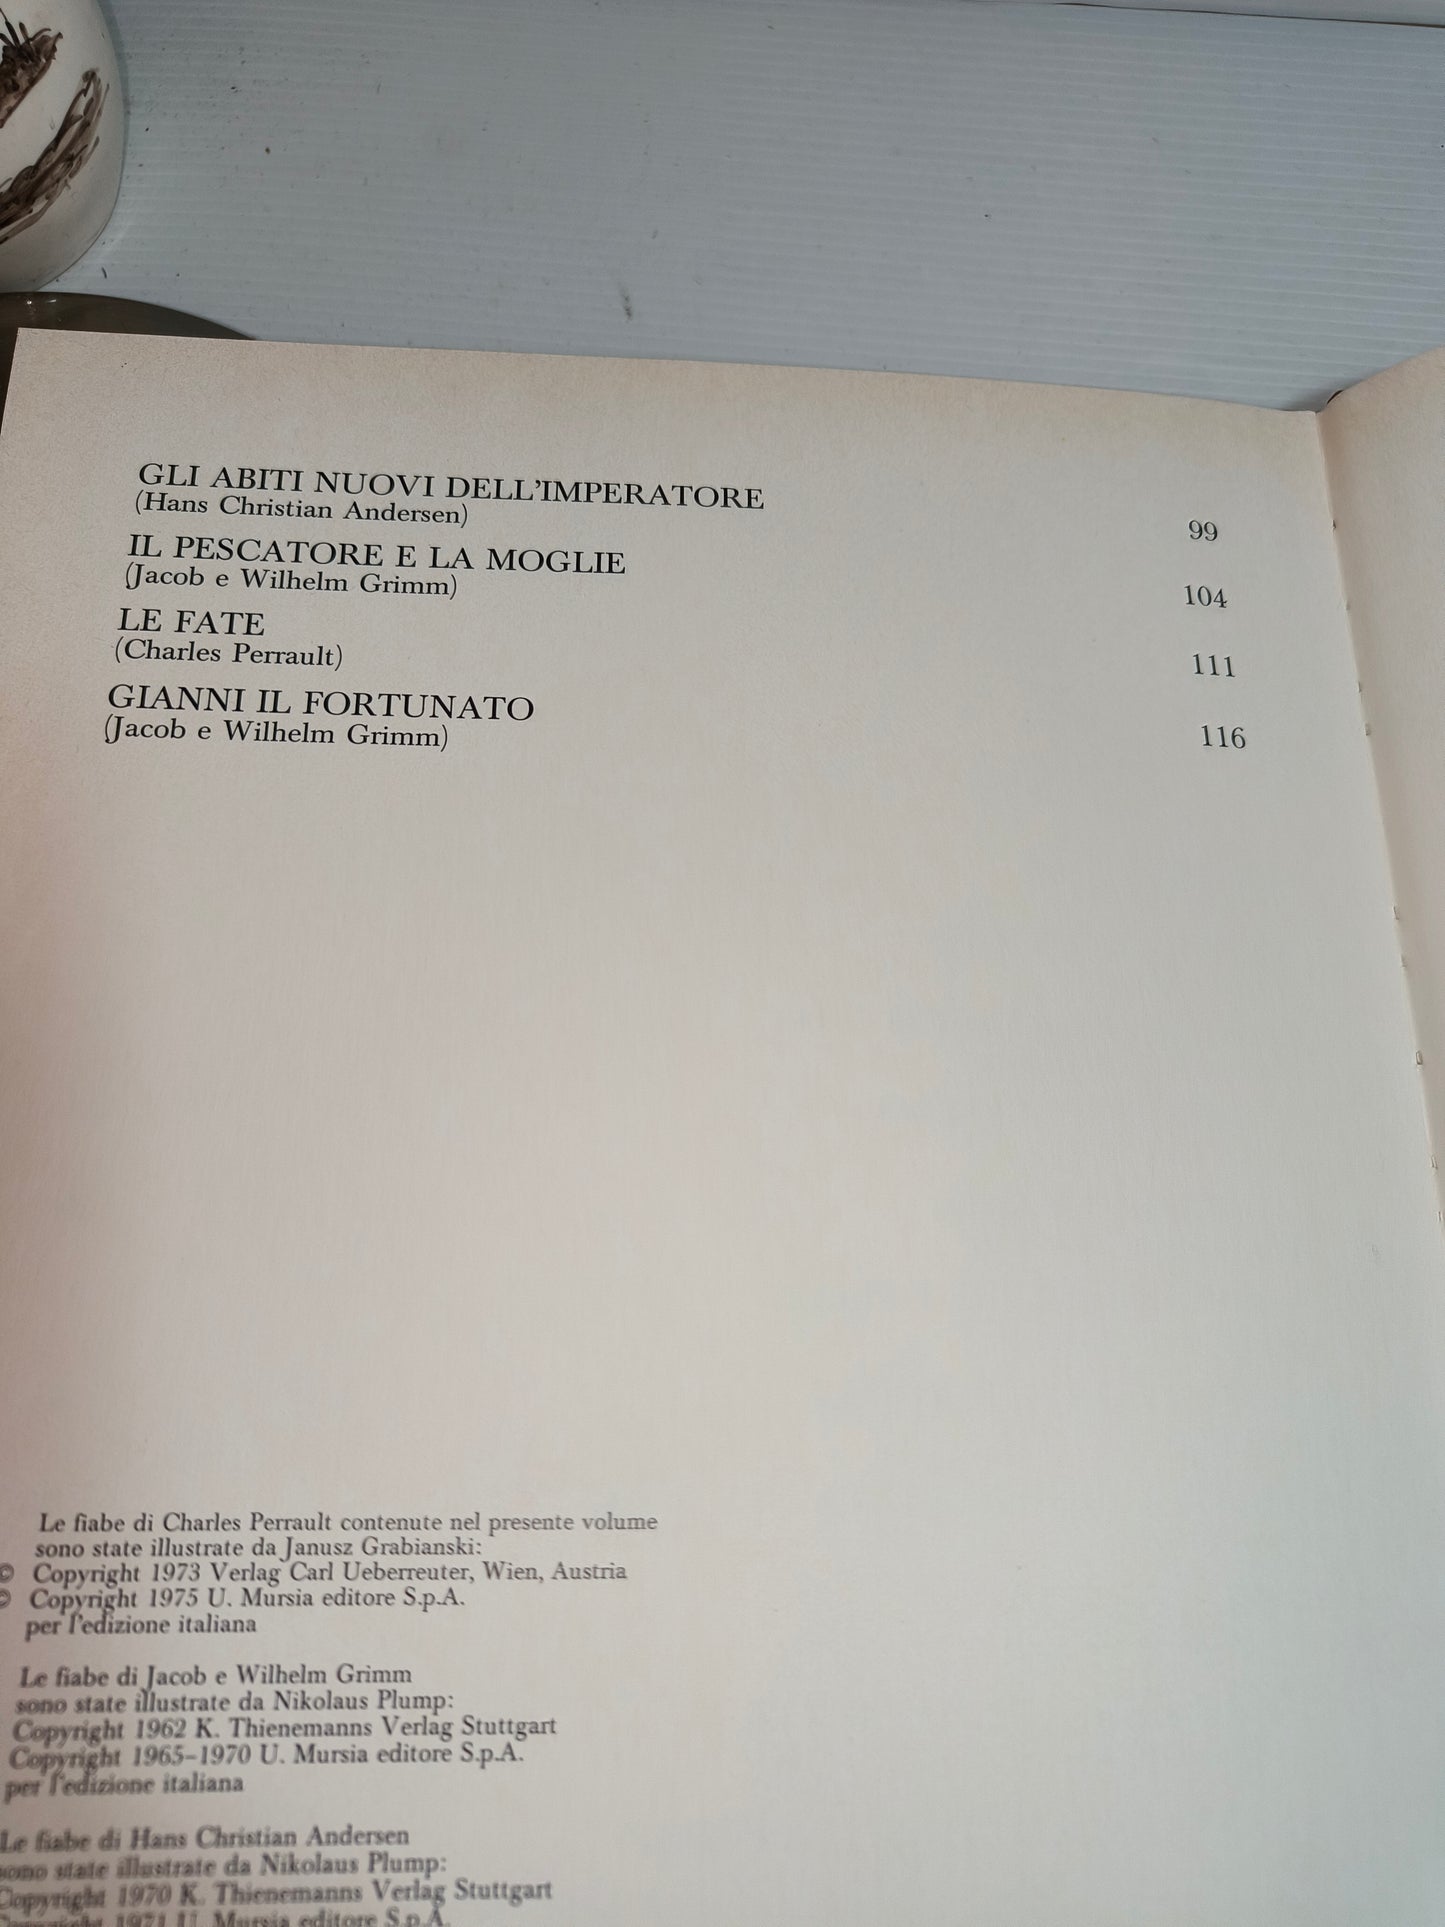 GLI ABITI NUOVI DELL'IMPERATORE
(Hans Christian Andersen) 99
IL PESCATORE E LA MOGLIE
(Jacob e Wilhelm Grimm) 104
LE FATE
(Charles Perrault) 111
GIANNI IL FORTUNATO
(Jacob e Wilhelm Grimm) 116
Le fiabe di Charles Perrault contenute nel presente volume
sono state illustrate da Janusz Grabianski:
© Copyright 1973 Verlag Carl Ueberreuter, Wien, Austria
© Copyright 1975 U. Mursia editore S.p.A.
per l'edizione italiana
Le fiabe di Jacob e Wilhelm Grimm
sono state illustrate da Nikolaus Plump:
Copyright 1962 K. Thienemanns Verlag Stuttgart
Copyright 1965-1970 U. Mursia editore S.p.A.
per l'edizione italiana
Le fiabe di Hans Christian Andersen
sono state illustrate da Nikolaus Plump:
Copyright 1970 K. Thienemanns Verlag Stuttgart
Copyright 1971 U. Mursia editore S.p.A.